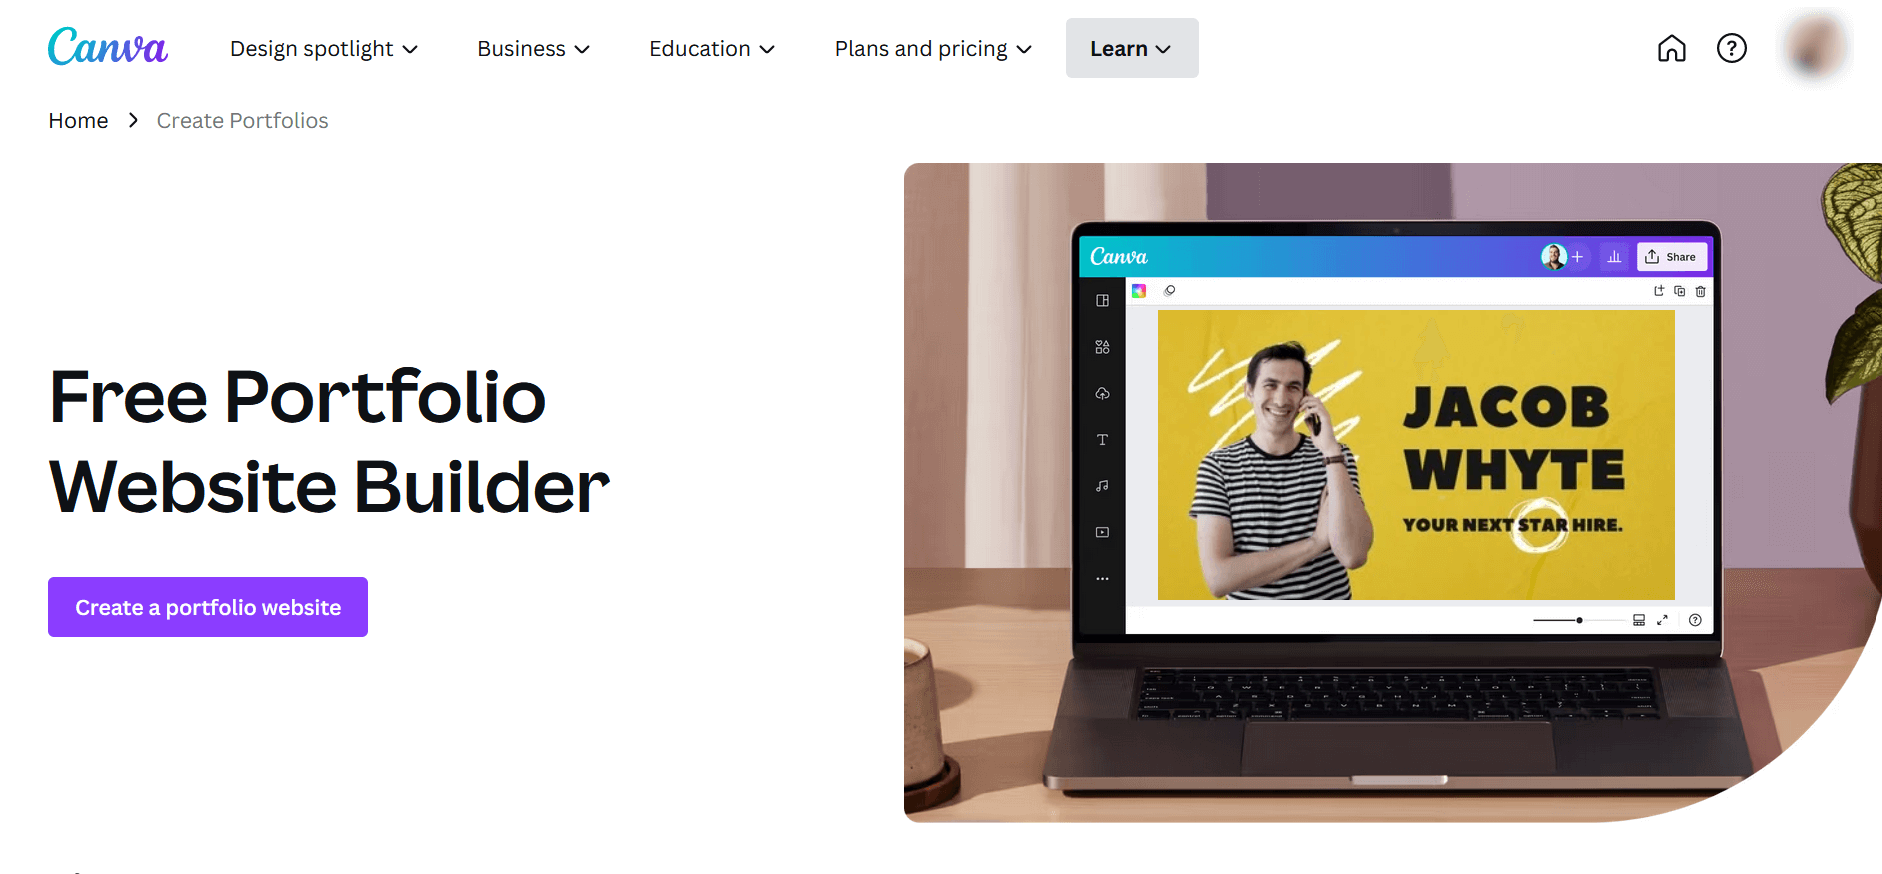 Canva
Design spotlight
Business
Education
Plans and pricing
Learn
Home > Create Portfolios
Free Portfolio
Website Builder
Create a portfolio website
Canva
Share
JACOB
WHYTE
YOUR NEXT STAR HIRE.